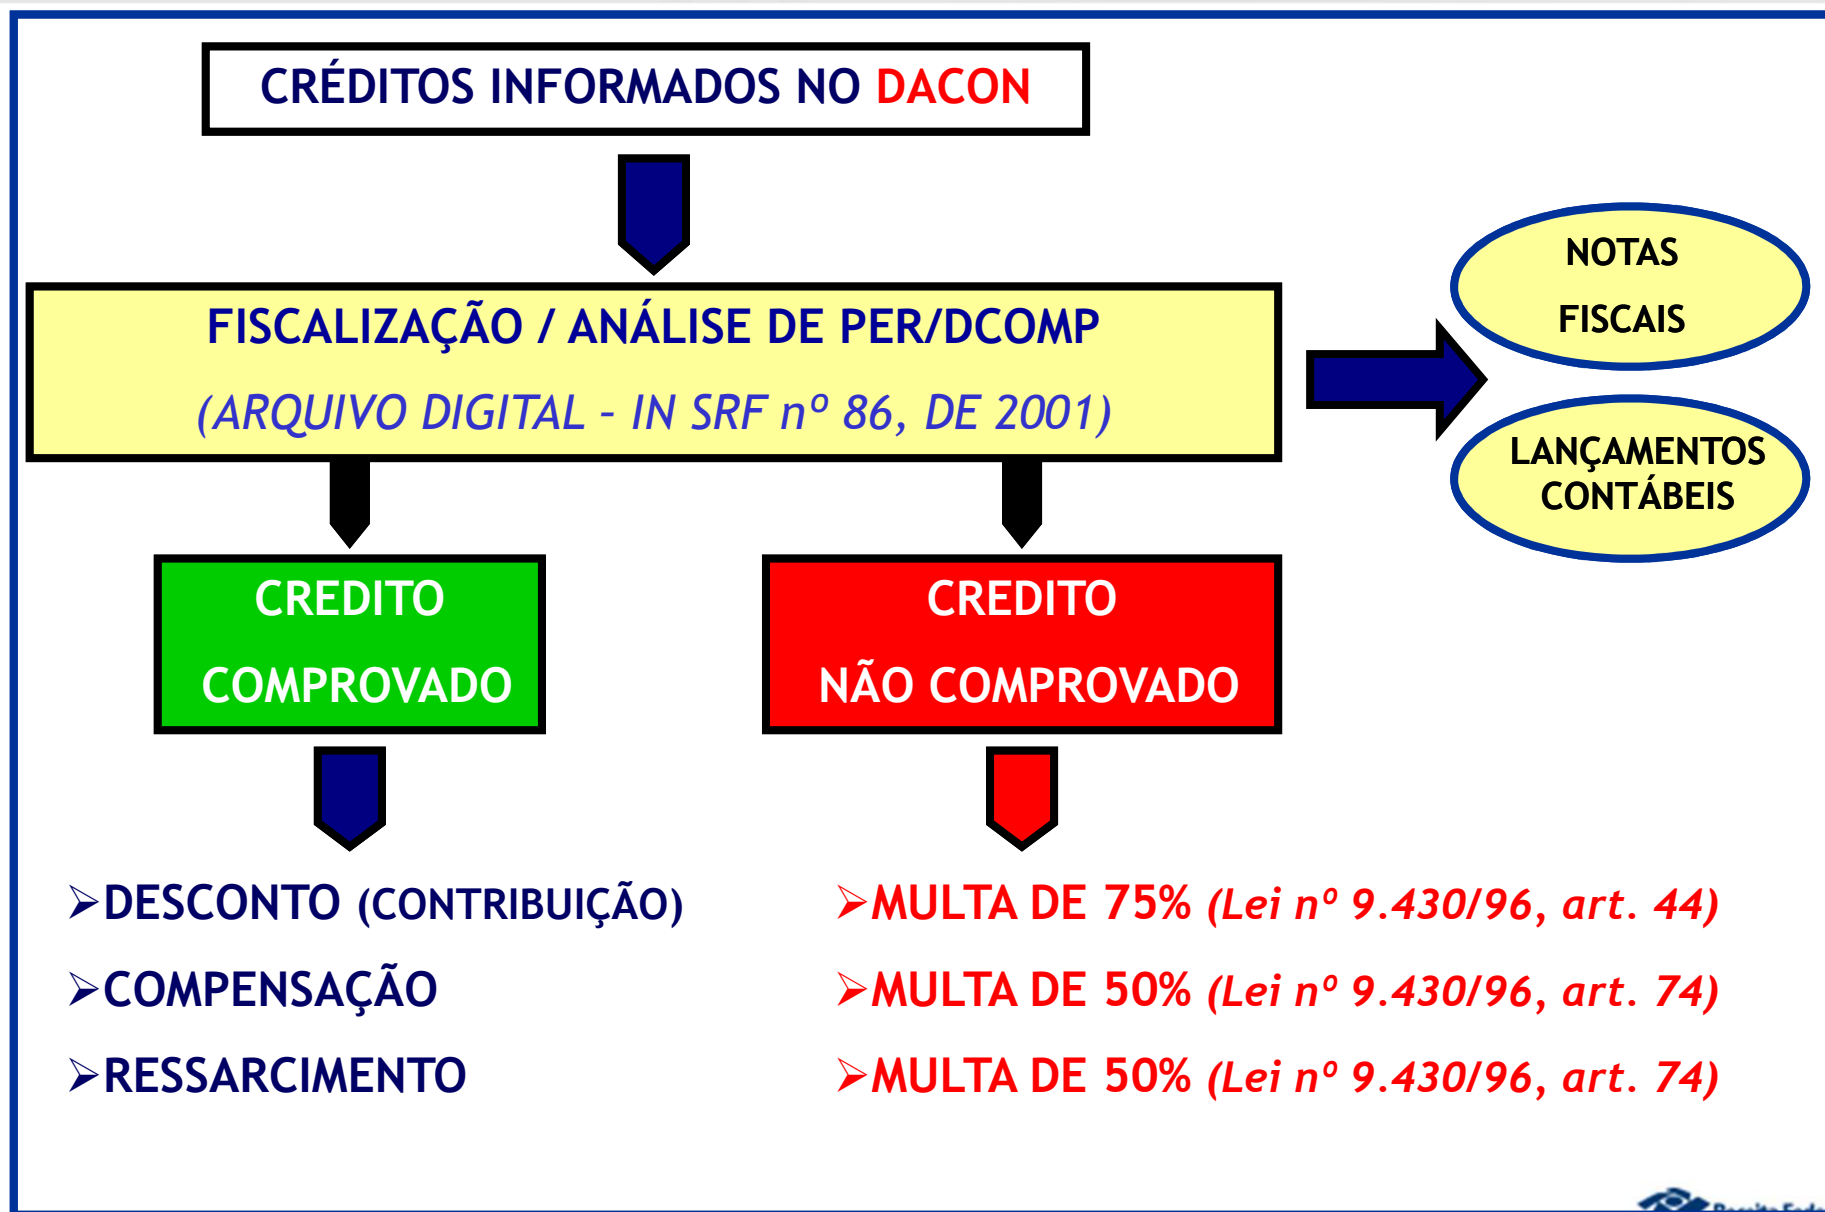 CRÉDITOS INFORMADOS NO DACON
FISCALIZAÇÃO / ANÁLISE DE PER/DCOMP
(ARQUIVO DIGITAL – IN SRF nº 86, DE 2001)
NOTAS
FISCAIS
LANÇAMENTOS
CONTÁBEIS
CREDITO
COMPROVADO
CREDITO
NÃO COMPROVADO
➢DESCONTO (CONTRIBUIÇÃO)
➢MULTA DE 75% (Lei nº 9.430/96, art. 44)
➢COMPENSAÇÃO
➢MULTA DE 50% (Lei nº 9.430/96, art. 74)
➢RESSARCIMENTO
➢MULTA DE 50% (Lei nº 9.430/96, art. 74)